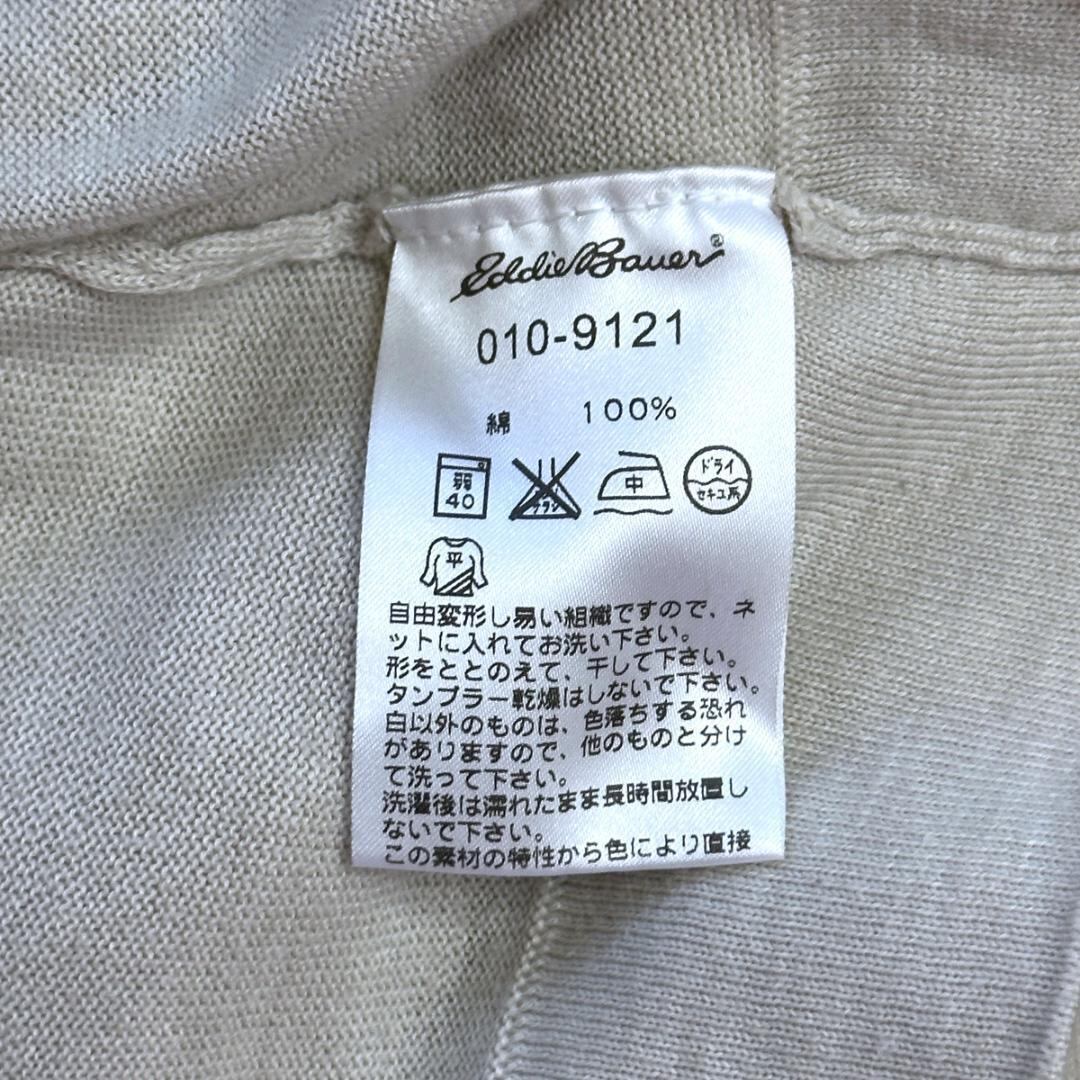 Eddie Bauer®
010-9121
綿 100%
弱 40 ブラシ 中 ドライ セキユ系
平
自由変形し易い組織ですので、ネ
ットに入れてお洗い下さい。
形をととのえて、干して下さい。
タンブラー乾燥はしないで下さい。
白以外のものは、色落ちする恐れ
がありますので、他のものと分け
て洗って下さい。
洗濯後は濡れたまま長時間放置し
ないで下さい。
この素材の特性から色により直接